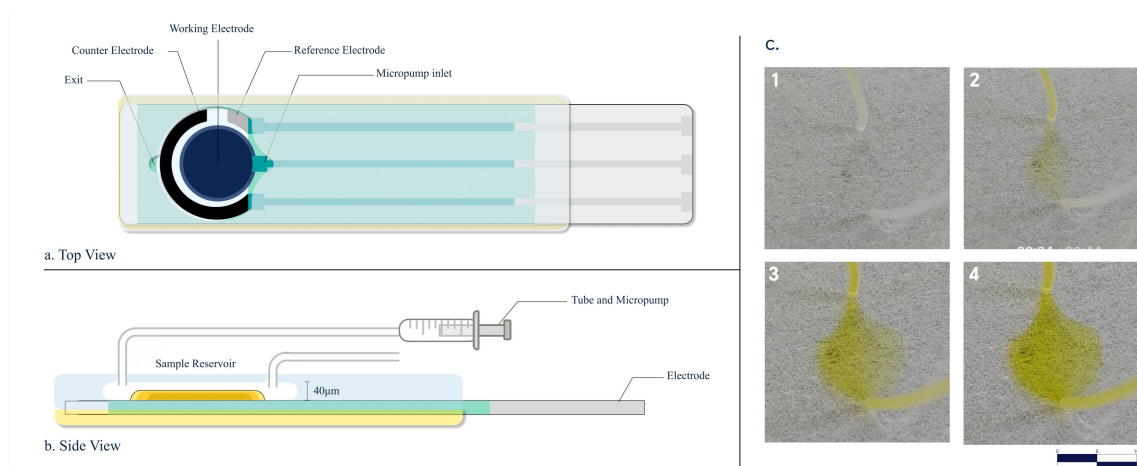 Working Electrode
Counter Electrode
Reference Electrode
Exit
Micropump inlet
a. Top View
Tube and Micropump
Sample Reservoir
40μm
Electrode
b. Side View
C.
1
2
3
4